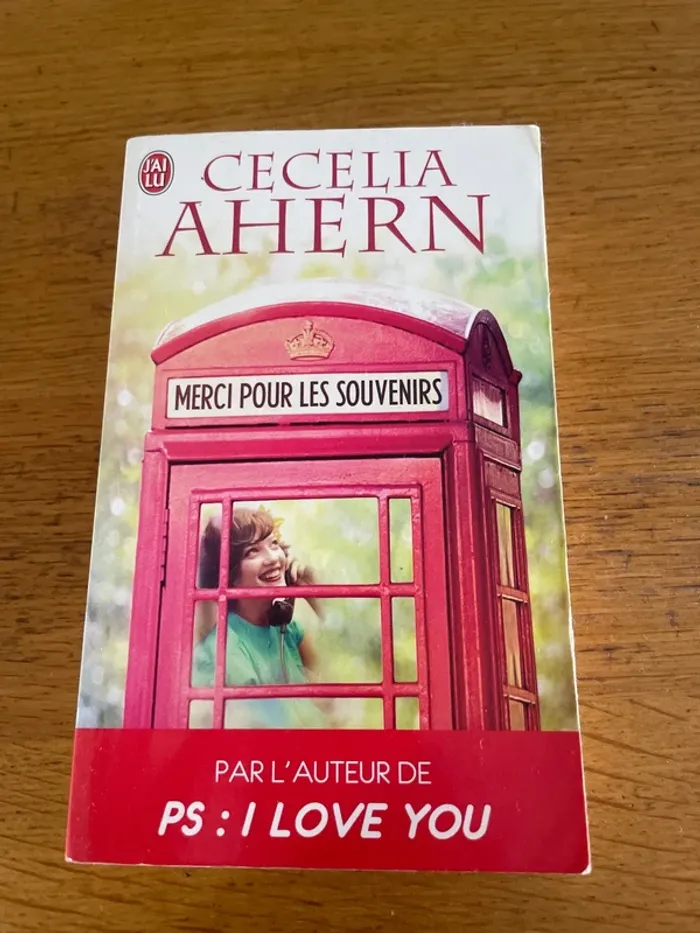 J'AI
LU
CECELIA
AHERN
MERCI POUR LES SOUVENIRS
PAR L'AUTEUR DE
PS : I LOVE YOU